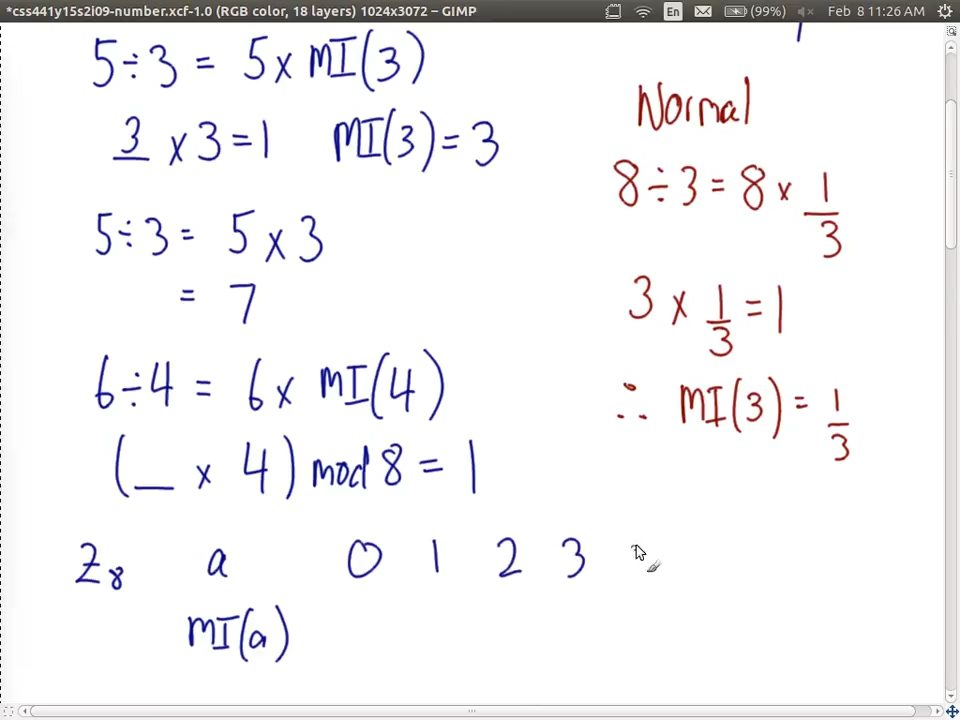 *css441y15s2i09-number.xcf-1.0 (RGB color, 18 layers) 1024x3072 – GIMP
En (99%) Feb 8 11:26 AM
5÷3 = 5 x MI(3)
3 x 3 = 1 MI(3) = 3
5÷3 = 5 x 3
= 7
6÷4 = 6 x MI(4)
( _ x 4 ) mod 8 = 1
Z8 a 0 1 2 3
MI(a)
Normal
8÷3 = 8 x 1/3
3 x 1/3 = 1
∴ MI(3) = 1/3